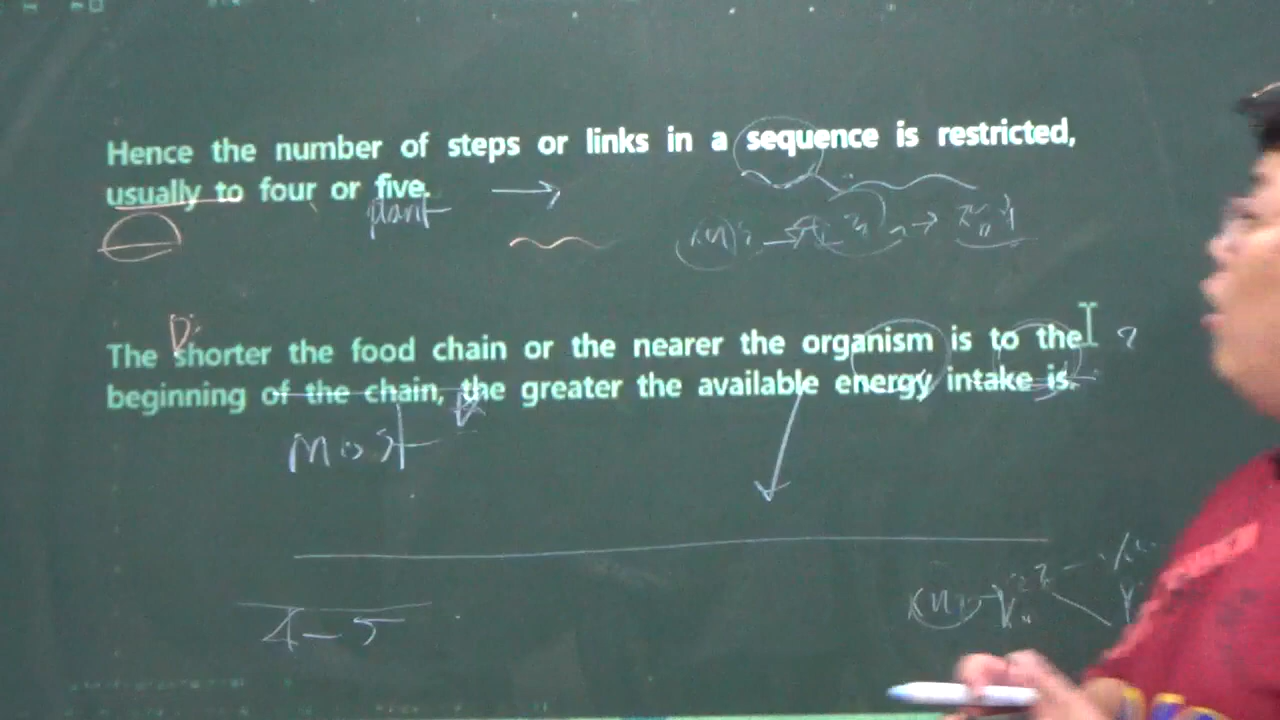 Hence the number of steps or links in a sequence is restricted,
usually to four or five.
plant
The shorter the food chain or the nearer the organism is to the
beginning of the chain, the greater the available energy intake is.
most
4-5